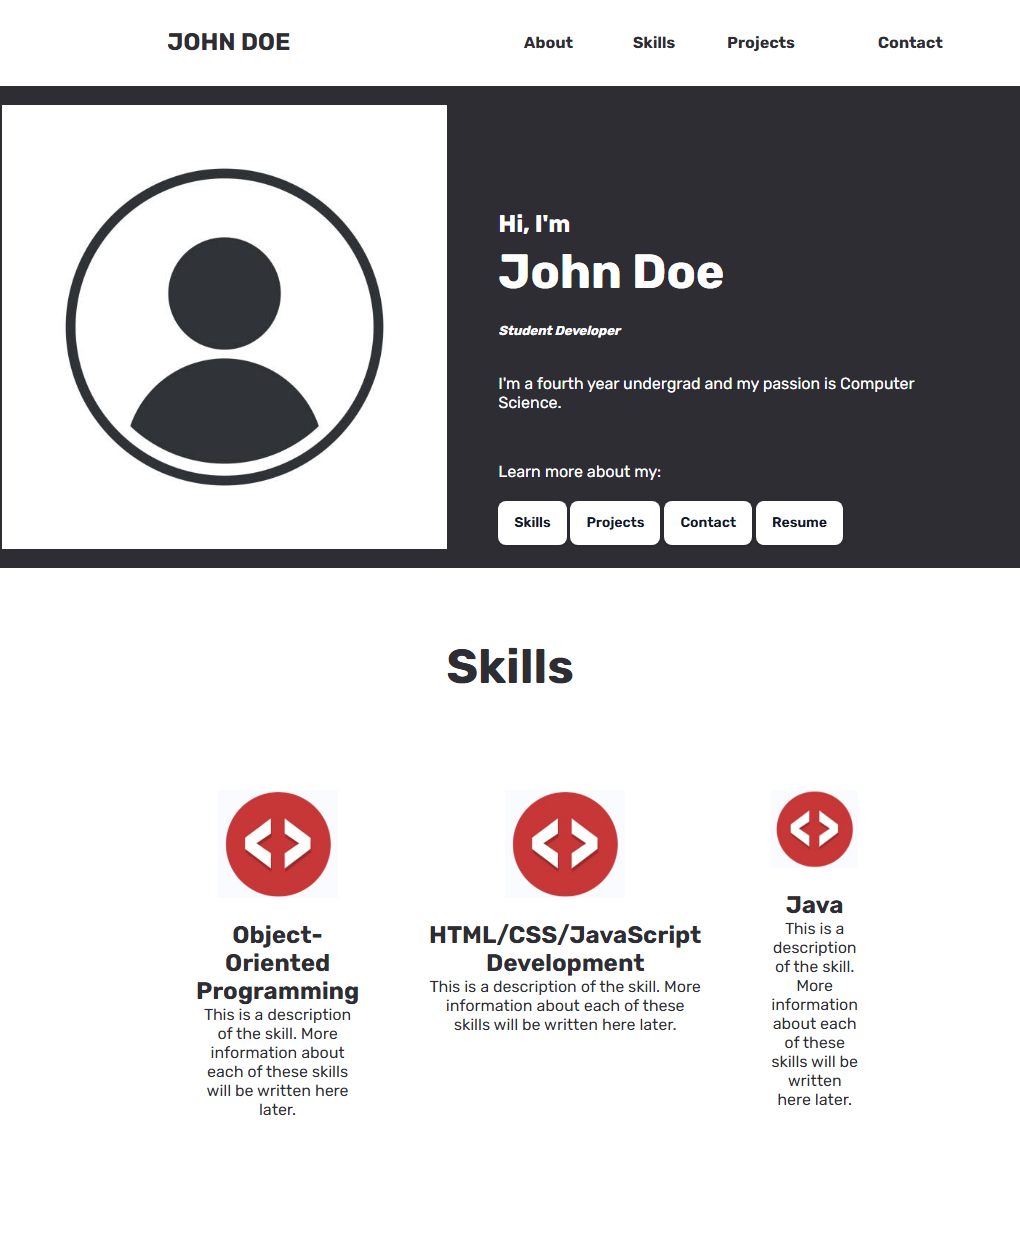 JOHN DOE
About Skills Projects Contact
Hi, I'm
John Doe
Student Developer
I'm a fourth year undergrad and my passion is Computer
Science.
Learn more about my:
Skills Projects Contact Resume
Skills
Object-
Oriented
Programming
This is a description
of the skill. More
information about
each of these skills
will be written here
later.
HTML/CSS/JavaScript
Development
This is a description of the skill. More
information about each of these
skills will be written here later.
Java
This is a
description
of the skill.
More
information
about each
of these
skills will be
written
here later.